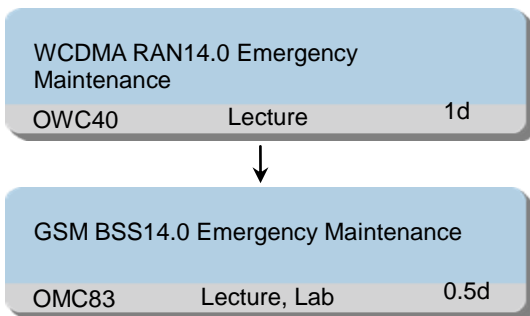 WCDMA RAN14.0 Emergency
Maintenance
OWC40 Lecture 1d
GSM BSS14.0 Emergency Maintenance
OMC83 Lecture, Lab 0.5d